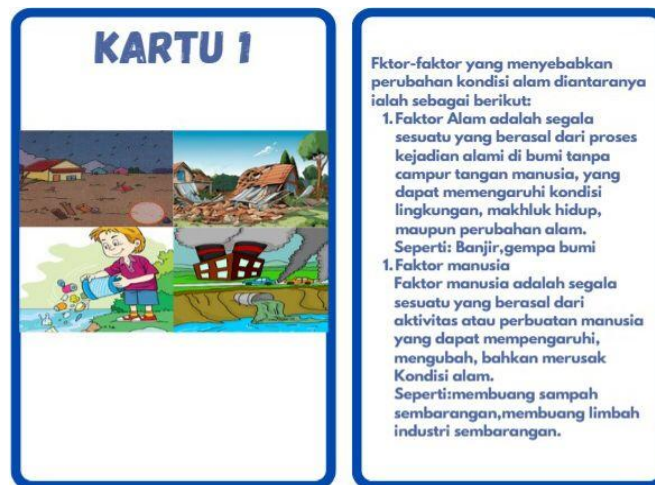 KARTU 1
Fktor-faktor yang menyebabkan
perubahan kondisi alam diantaranya
ialah sebagai berikut:
1. Faktor Alam adalah segala
sesuatu yang berasal dari proses
kejadian alami di bumi tanpa
campur tangan manusia, yang
dapat memengaruhi kondisi
lingkungan, makhluk hidup,
maupun perubahan alam.
Seperti: Banjir,gempa bumi
1. Faktor manusia
Faktor manusia adalah segala
sesuatu yang berasal dari
aktivitas atau perbuatan manusia
yang dapat mempengaruhi,
mengubah, bahkan merusak
Kondisi alam.
Seperti:membuang sampah
sembarangan,membuang limbah
industri sembarangan.